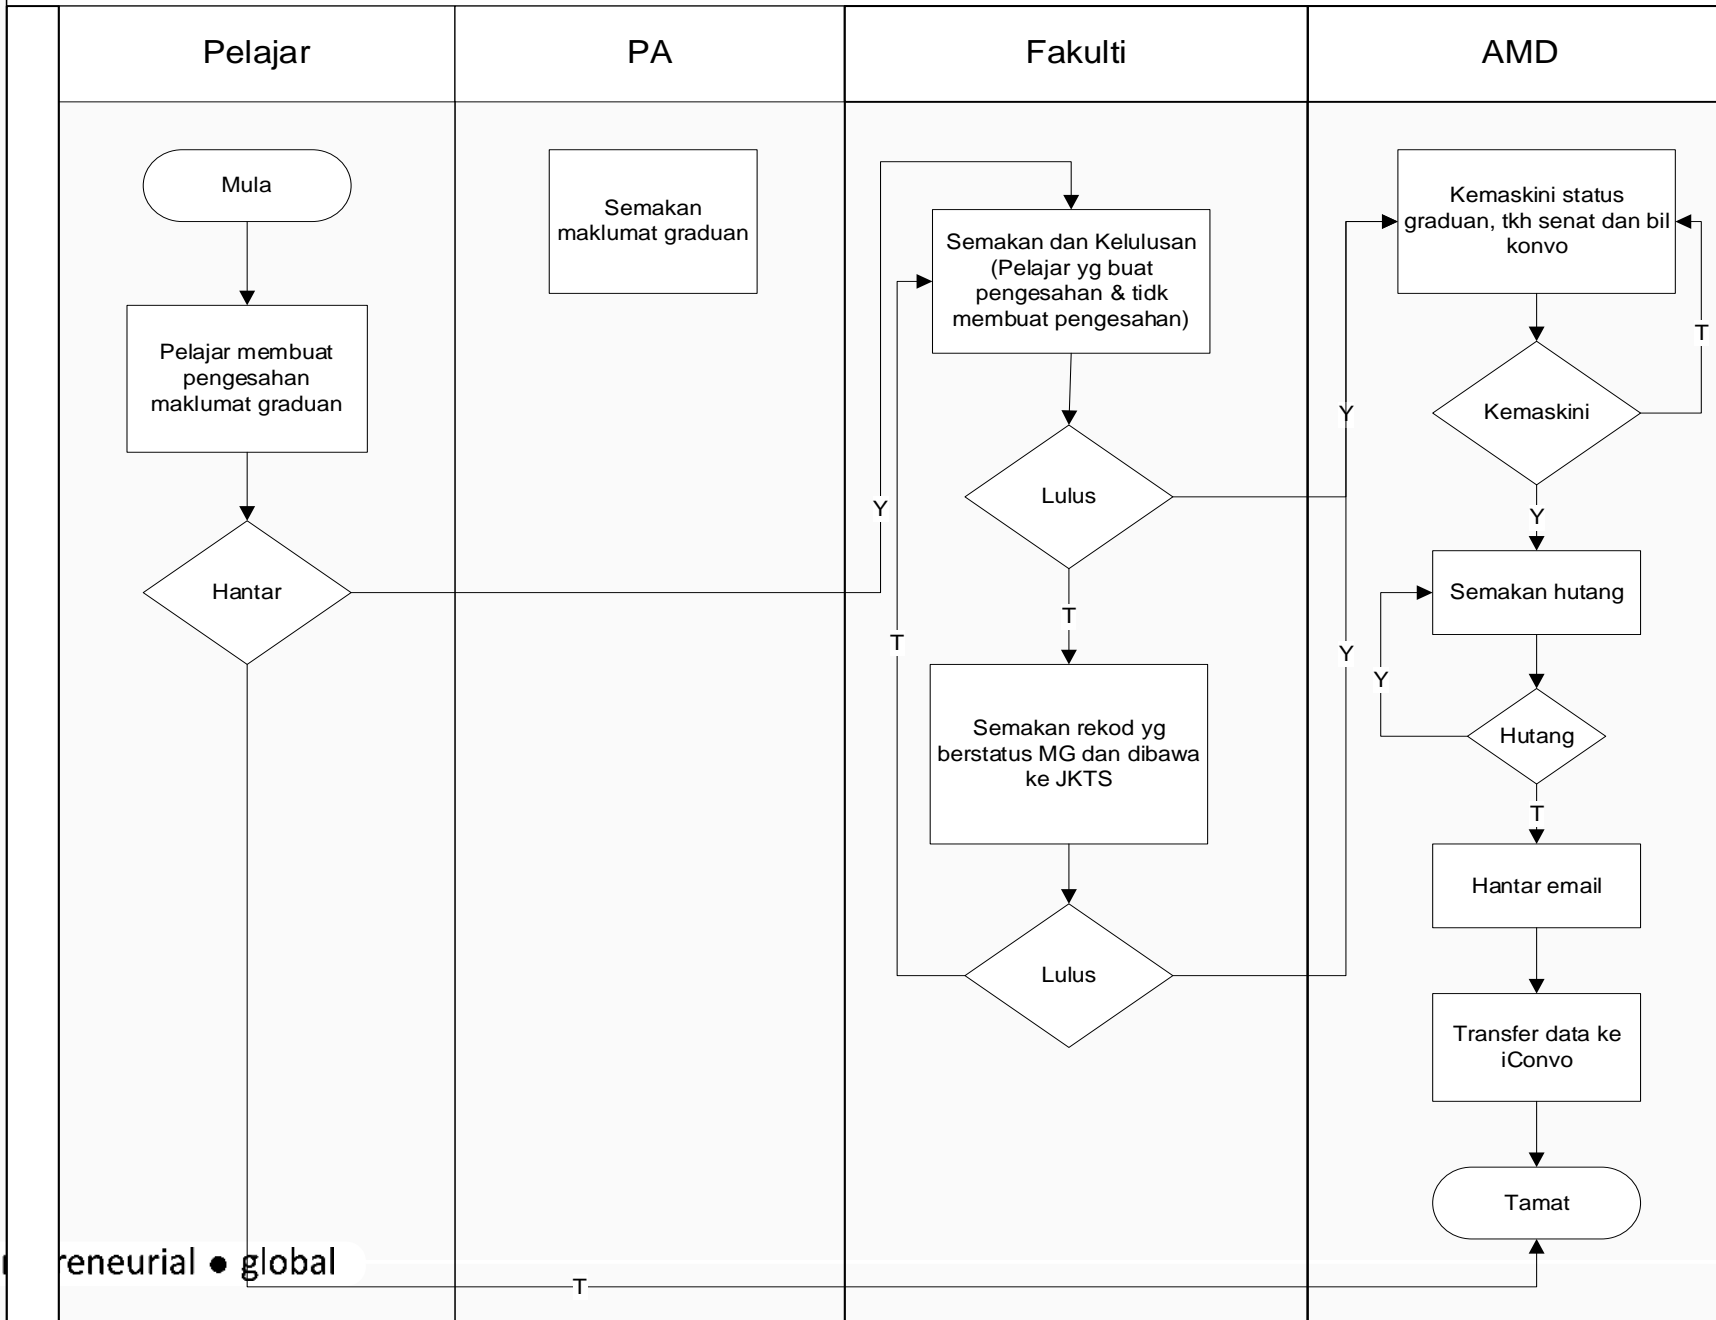 Pelajar
PA
Fakulti
AMD
Mula
Pelajar membuat
pengesahan
maklumat graduan
Hantar
Semakan
maklumat graduan
Y
Semakan dan Kelulusan
(Pelajar yg buat
pengesahan & tidk
membuat pengesahan)
Lulus
T
T
Semakan rekod yg
berstatus MG dan dibawa
ke JKTS
Lulus
Y
Y
Kemaskini status
graduan, tkh senat dan bil
konvo
T
Kemaskini
Y
Semakan hutang
Y
Hutang
T
Hantar email
Transfer data ke
iConvo
Tamat
reneurial ● global
T